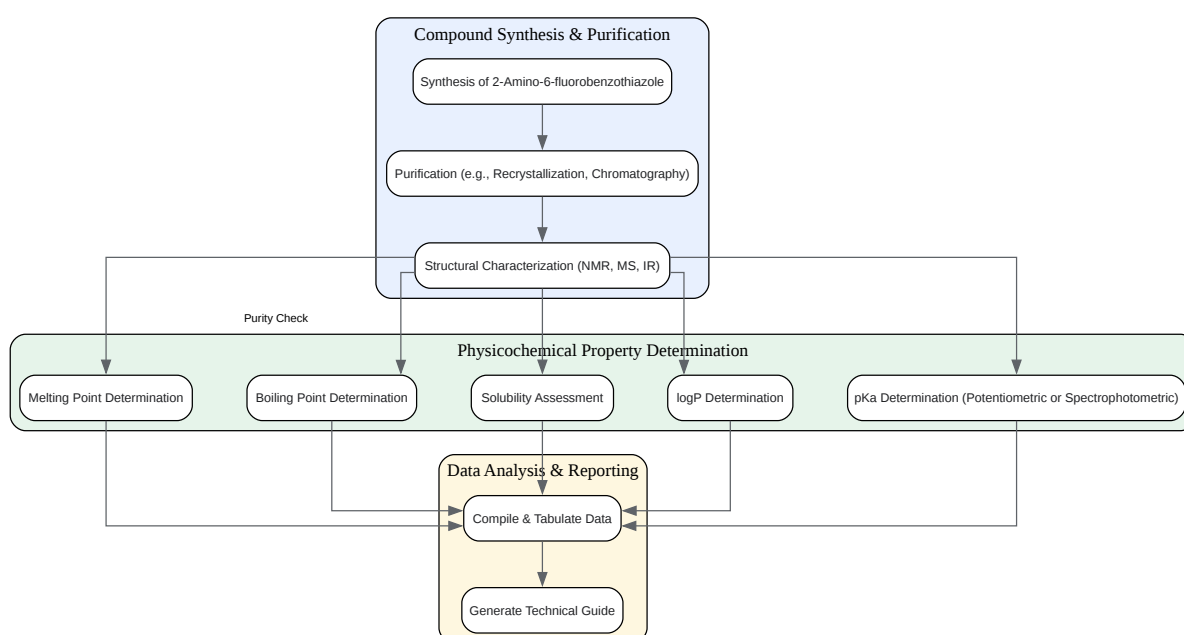 Compound Synthesis & Purification
Synthesis of 2-Amino-6-fluorobenzothiazole
Purification (e.g., Recrystallization, Chromatography)
Structural Characterization (NMR, MS, IR)
Purity Check
Physicochemical Property Determination
Melting Point Determination
Boiling Point Determination
Solubility Assessment
logP Determination
pKa Determination (Potentiometric or Spectrophotometric)
Data Analysis & Reporting
Compile & Tabulate Data
Generate Technical Guide